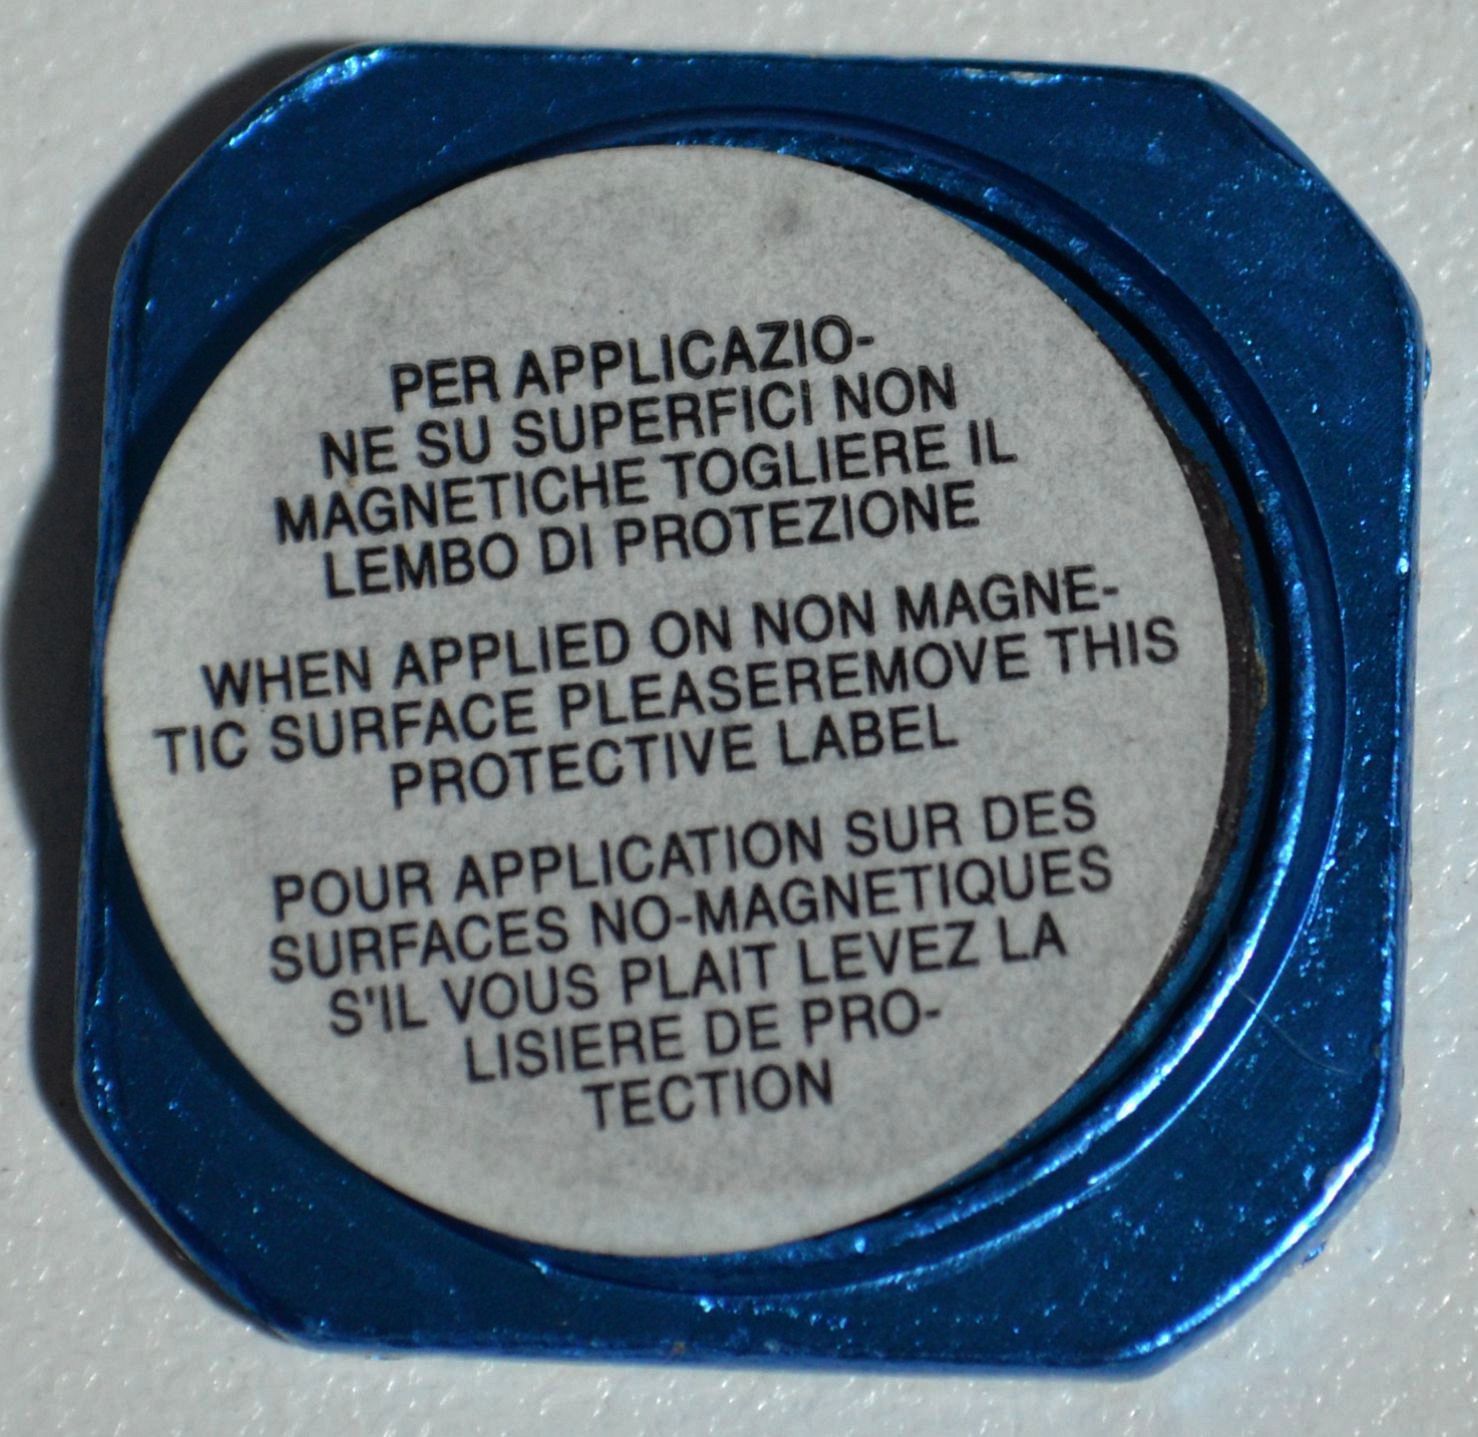 PER APPLICAZIO-
NE SU SUPERFICI NON
MAGNETICHE TOGLIERE IL
LEMBO DI PROTEZIONE
WHEN APPLIED ON NON MAGNE-
TIC SURFACE PLEASEREMOVE THIS
PROTECTIVE LABEL
POUR APPLICATION SUR DES
SURFACES NO-MAGNETIQUES
S'IL VOUS PLAIT LEVEZ LA
LISIERE DE PRO-
TECTION